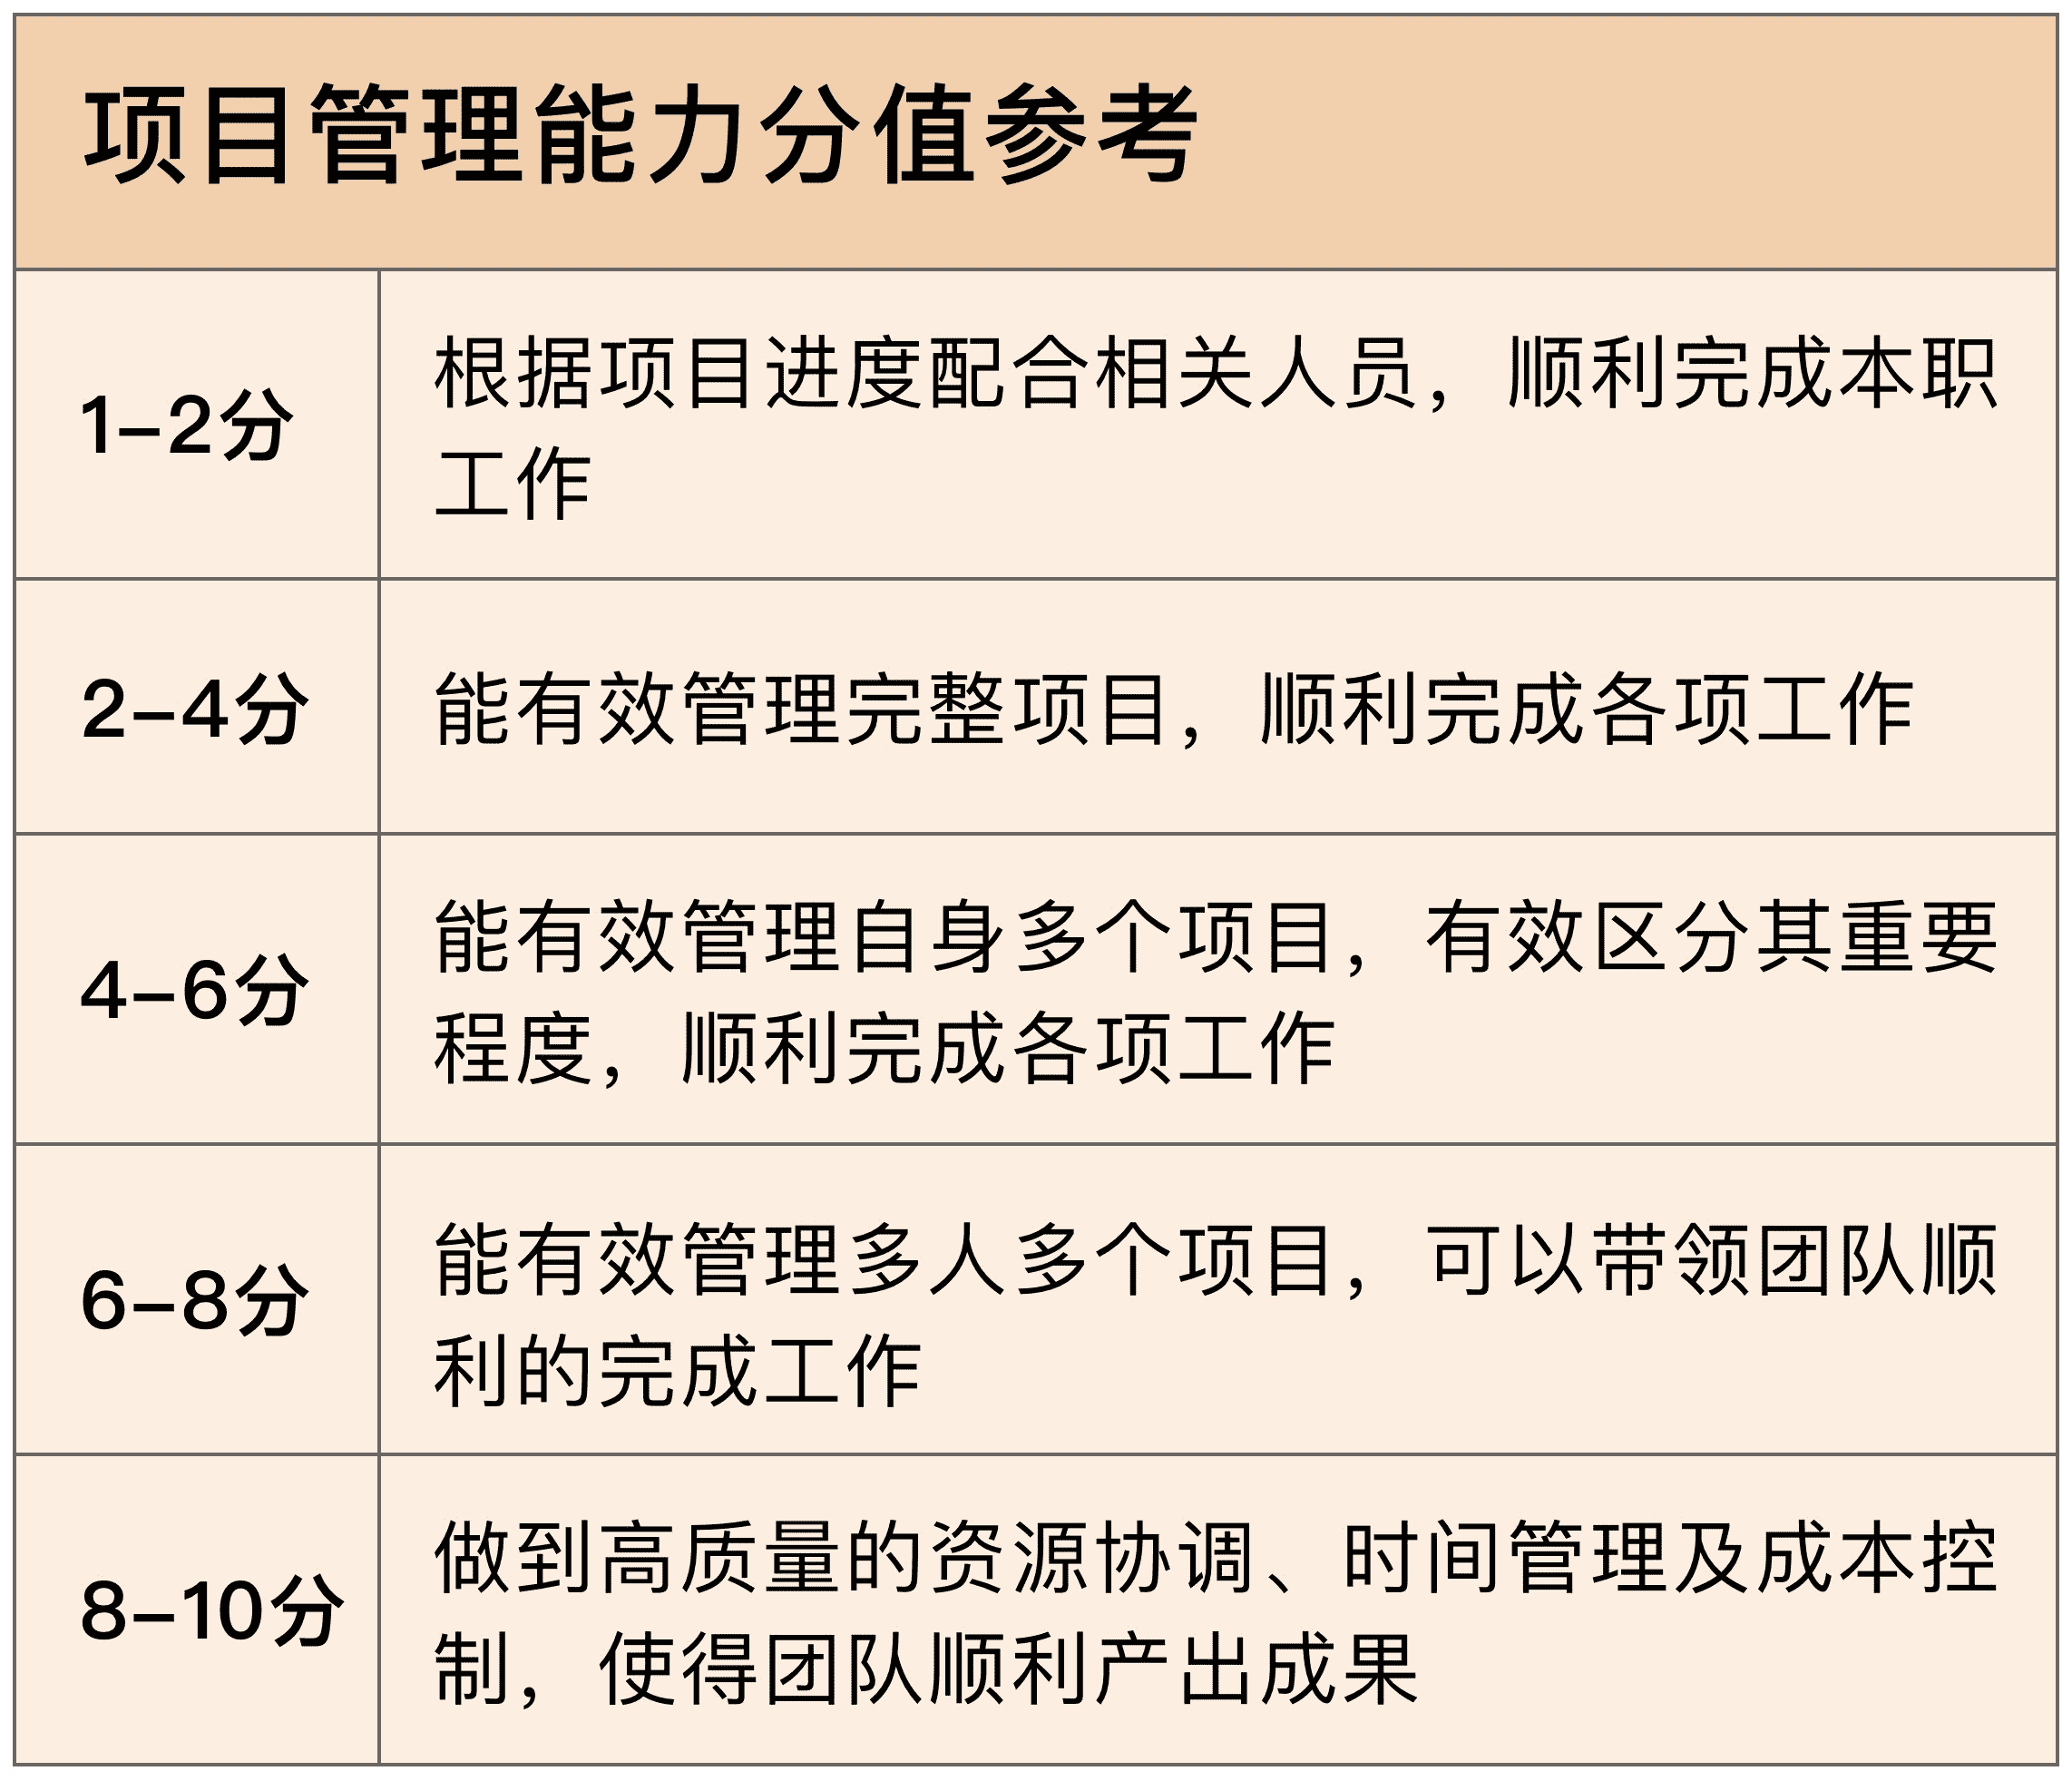 项目管理能力分值参考
1–2分
根据项目进度配合相关人员，顺利完成本职
工作
2–4分
能有效管理完整项目，顺利完成各项工作
4–6分
能有效管理自身多个项目，有效区分其重要
程度，顺利完成各项工作
6–8分
能有效管理多人多个项目，可以带领团队顺
利的完成工作
8–10分
做到高质量的资源协调、时间管理及成本控
制，使得团队顺利产出成果